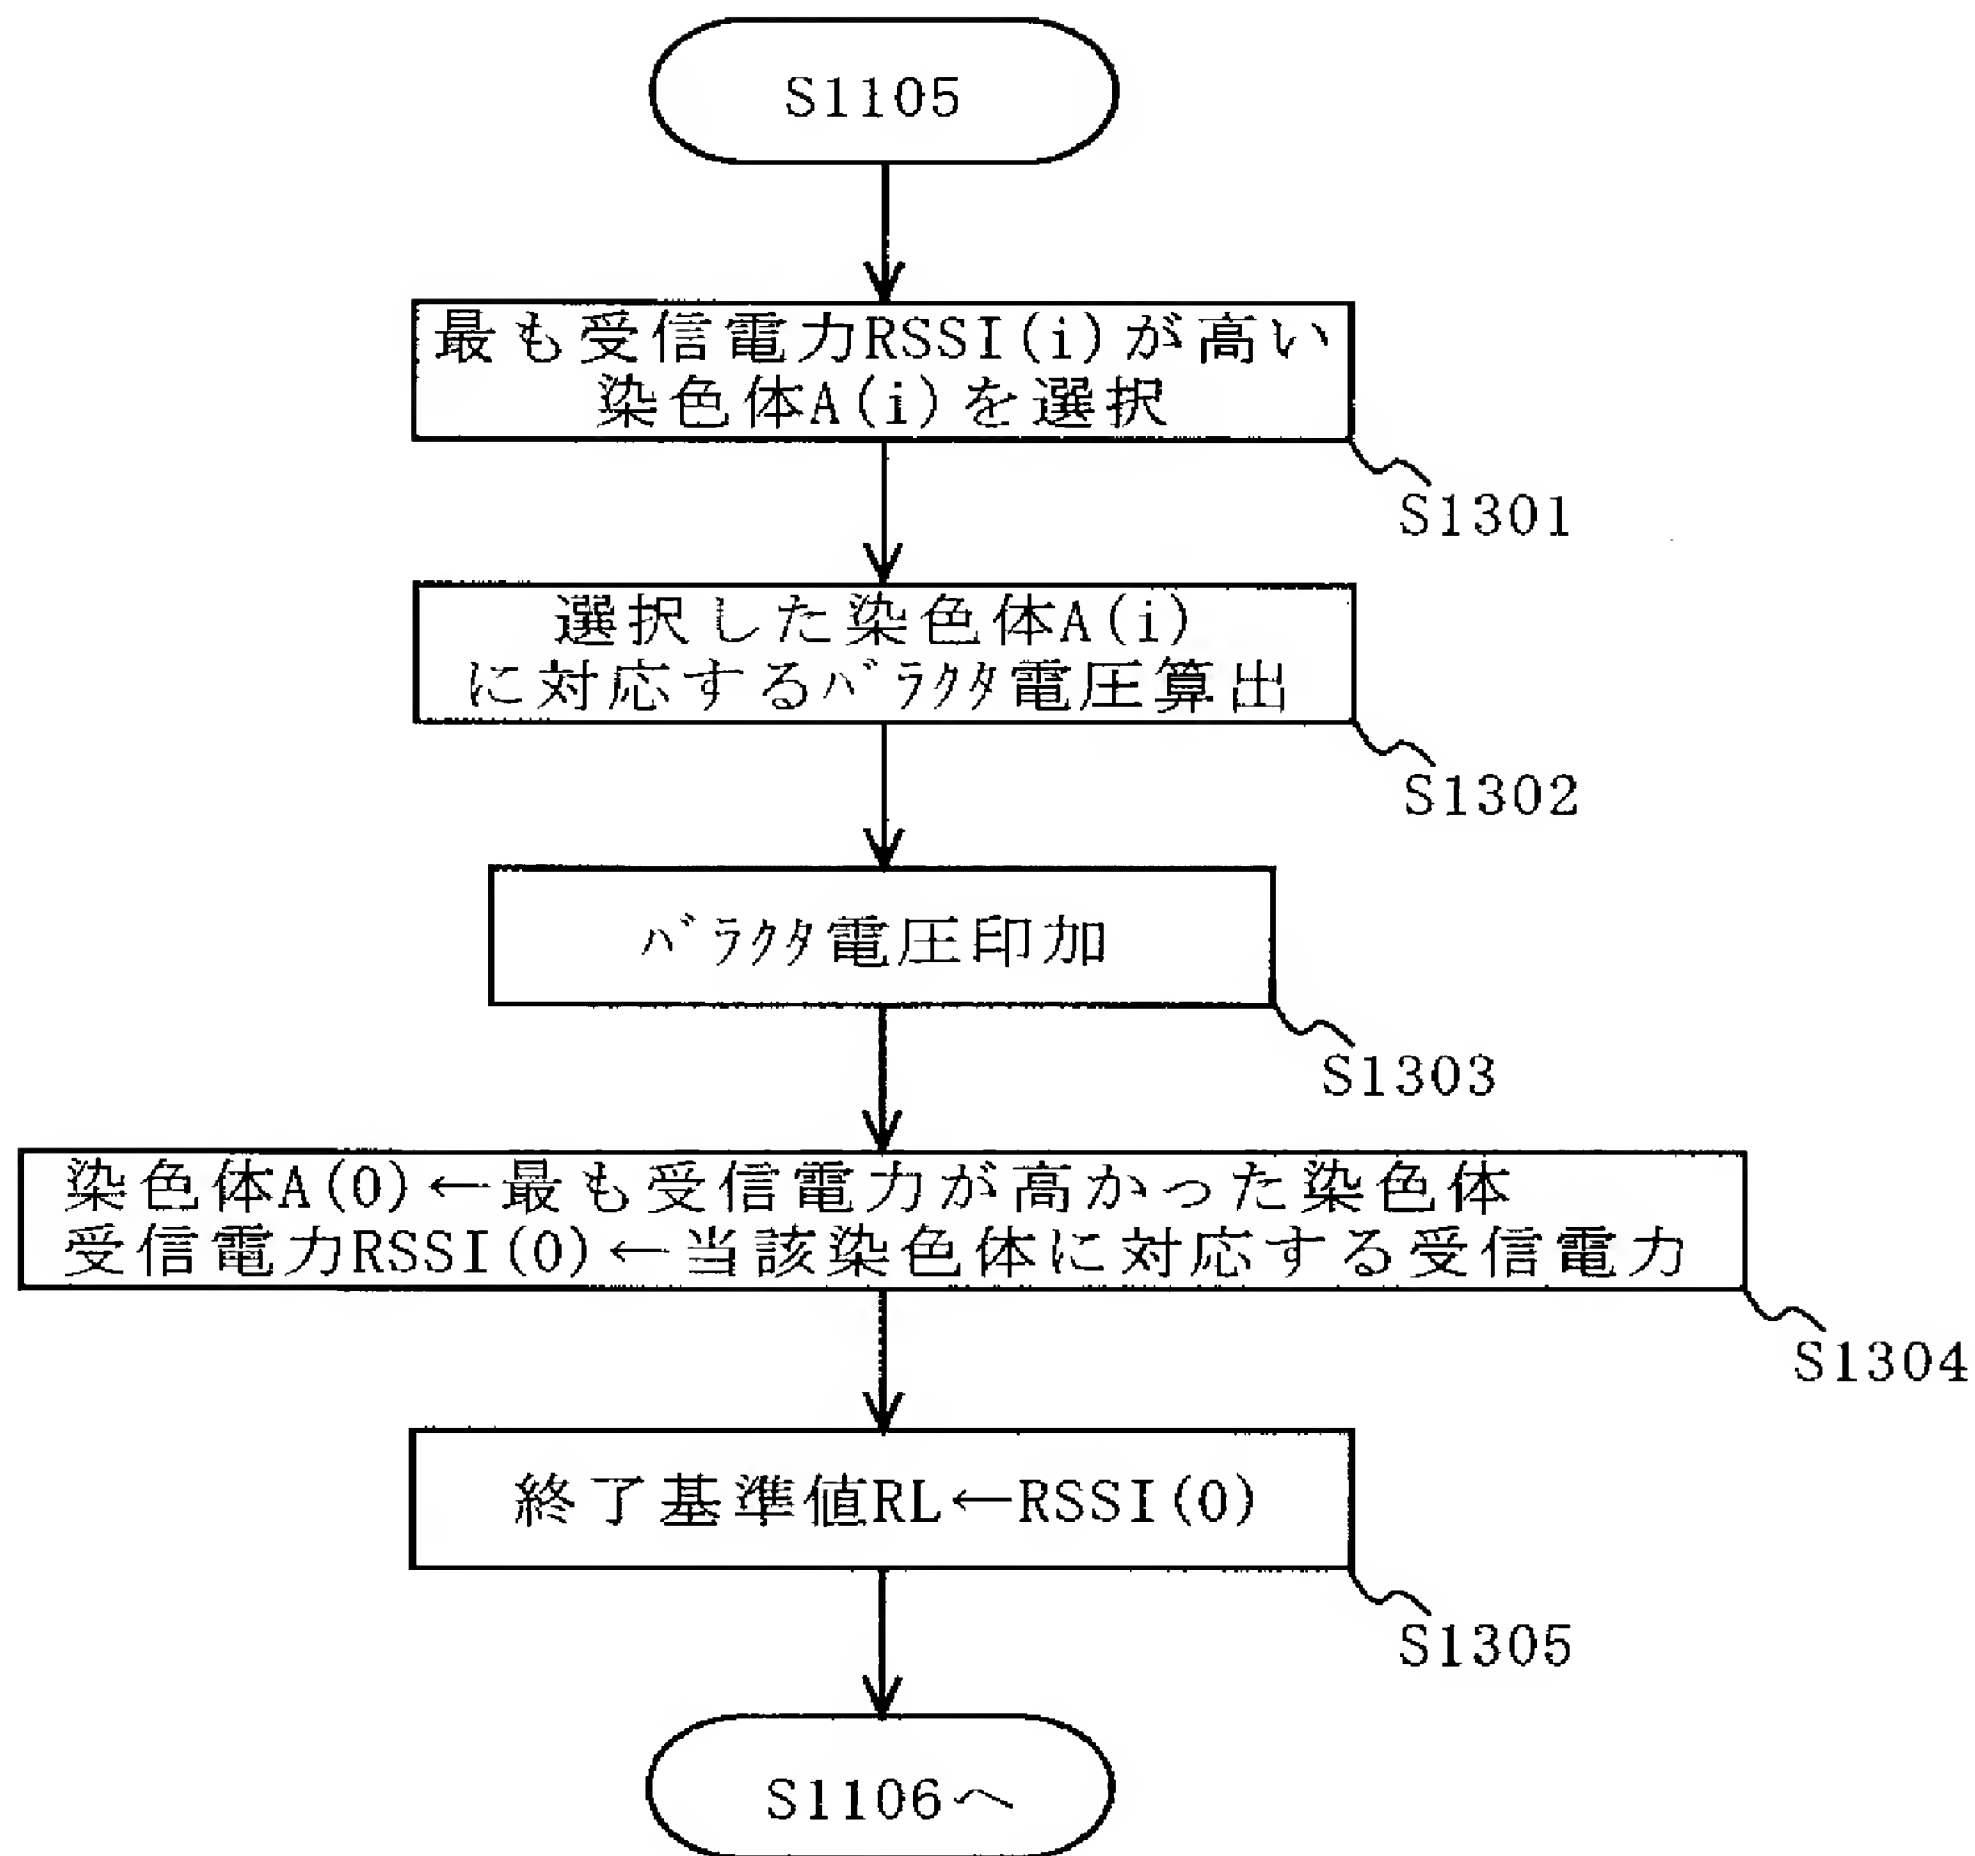 S1105
最も受信電力RSSI(i)が高い
染色体A(i)を選択
S1301
選択した染色体A(i)
に対応するﾊﾞﾗｸﾀ電圧算出
S1302
ﾊﾞﾗｸﾀ電圧印加
S1303
染色体A(0)←最も受信電力が高かった染色体
受信電力RSSI(0)←当該染色体に対応する受信電力
S1304
終了基準値RL←RSSI(0)
S1305
S1106へ